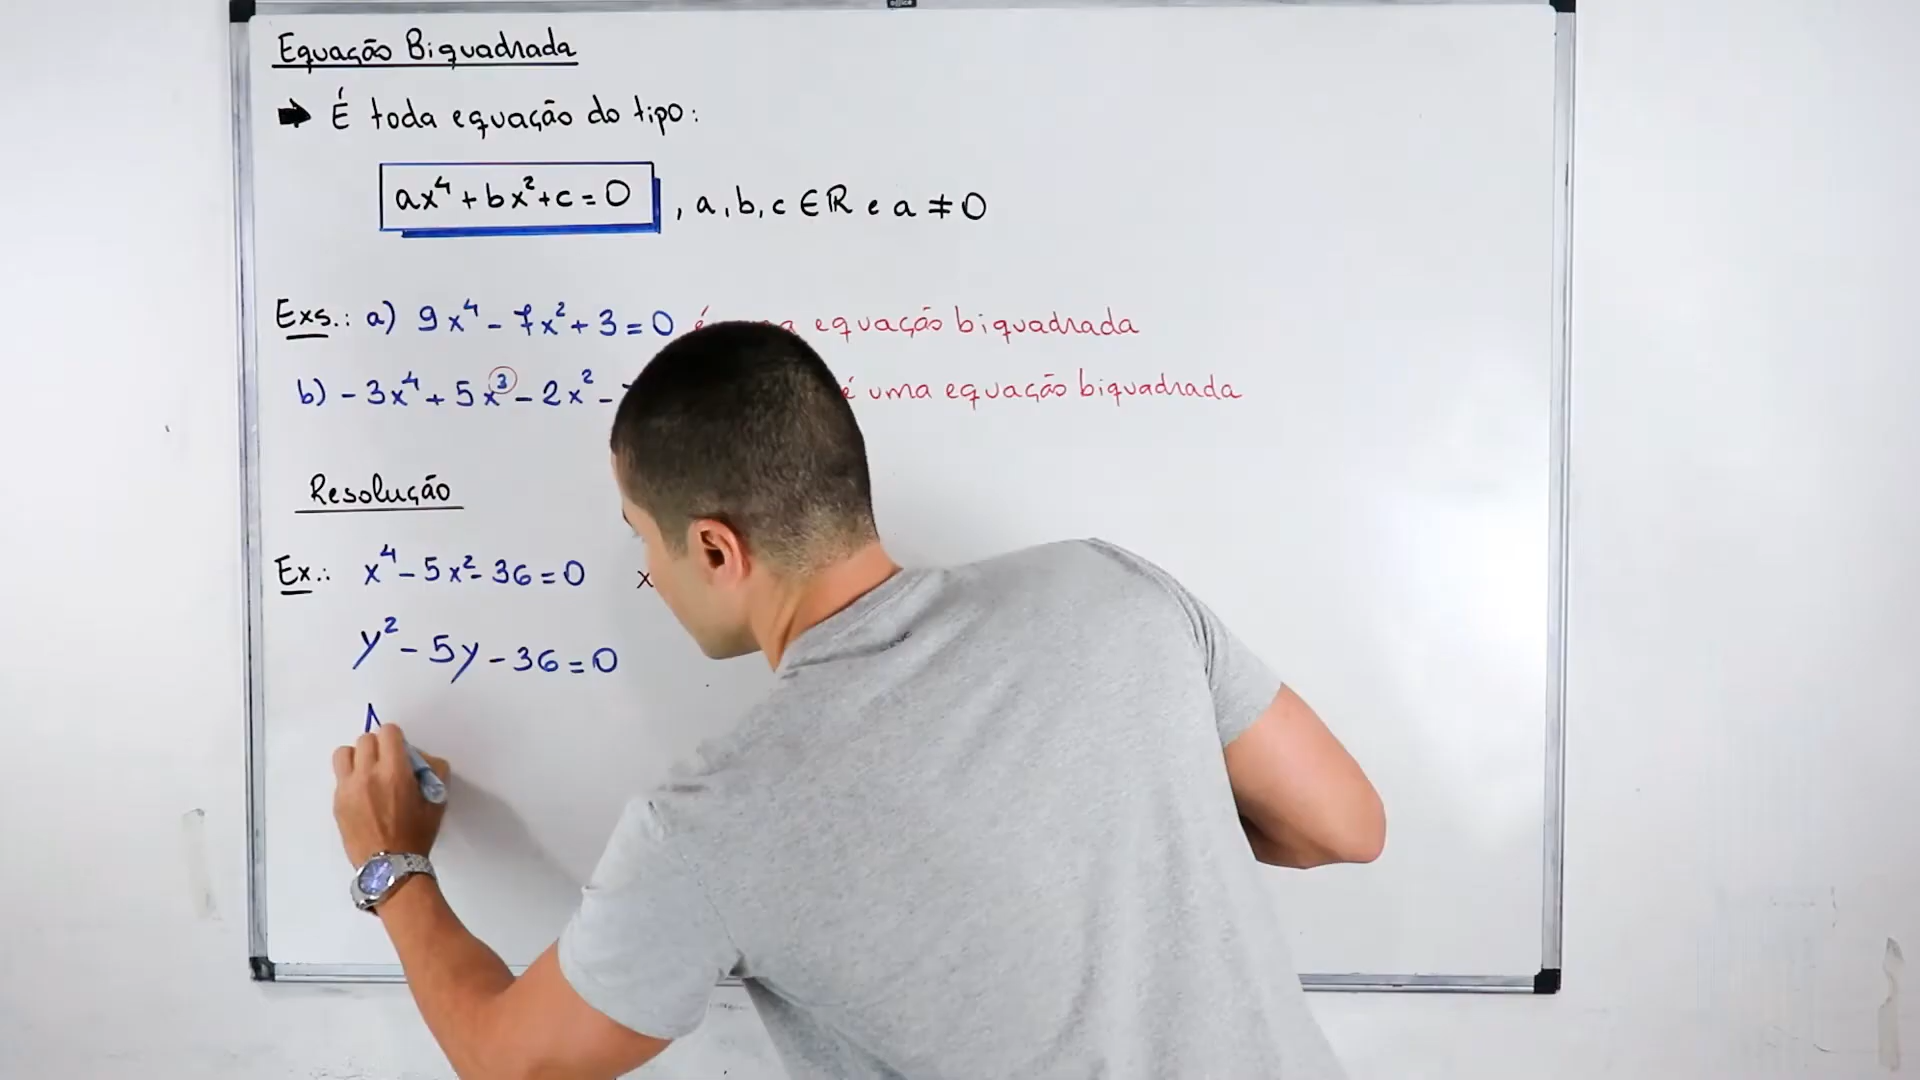 Equação Biquadrada
➡ É toda equação do tipo:
ax⁴ + bx² + c = 0 , a, b, c ∈ ℝ e a ≠ 0
Exs.: a) 9x⁴ - 7x² + 3 = 0 é equação biquadrada
b) - 3x⁴ + 5x³ - 2x² - é uma equação biquadrada
Resolução
Ex.: x⁴ - 5x² - 36 = 0 x
y² - 5y - 36 = 0